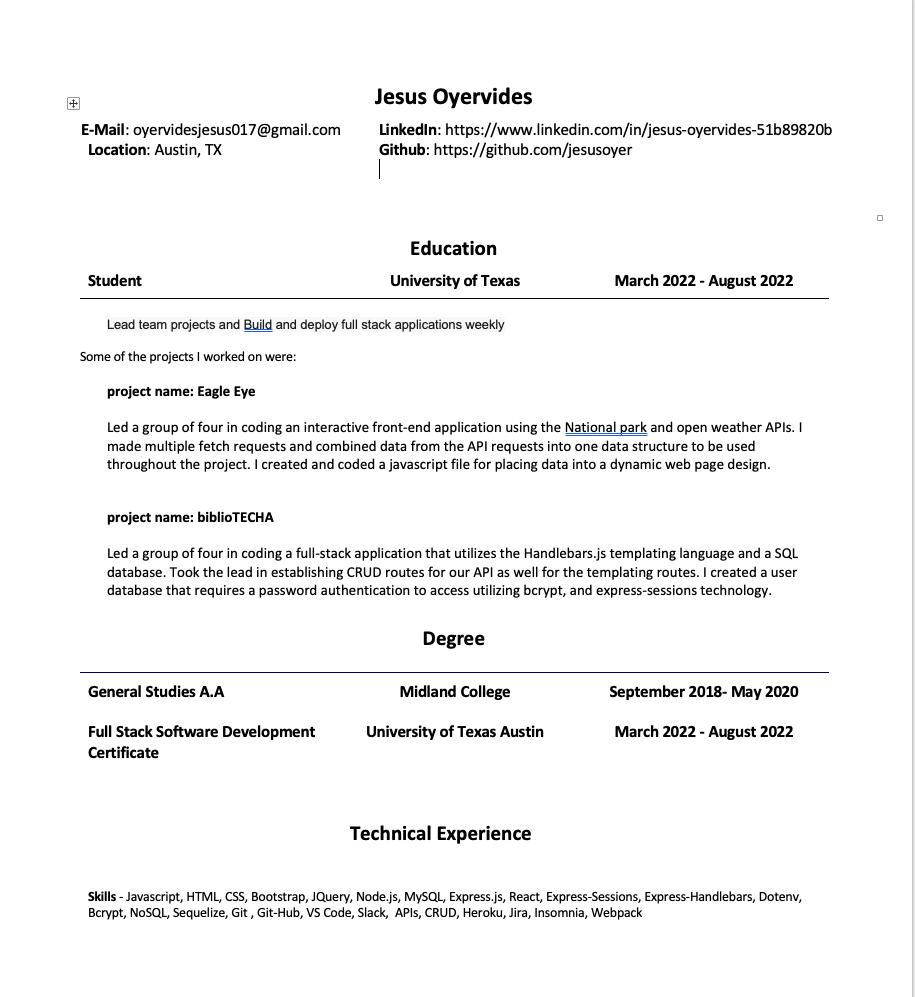 Jesus Oyervides
E-Mail: oyervidesjesus017@gmail.com LinkedIn: https://www.linkedin.com/in/jesus-oyervides-51b89820b
Location: Austin, TX Github: https://github.com/jesusoyer
Education
Student University of Texas March 2022 - August 2022
Lead team projects and Build and deploy full stack applications weekly
Some of the projects I worked on were:
project name: Eagle Eye
Led a group of four in coding an interactive front-end application using the National park and open weather APIs. I
made multiple fetch requests and combined data from the API requests into one data structure to be used
throughout the project. I created and coded a javascript file for placing data into a dynamic web page design.
project name: biblioTECHA
Led a group of four in coding a full-stack application that utilizes the Handlebars.js templating language and a SQL
database. Took the lead in establishing CRUD routes for our API as well for the templating routes. I created a user
database that requires a password authentication to access utilizing bcrypt, and express-sessions technology.
Degree
General Studies A.A Midland College September 2018- May 2020
Full Stack Software Development University of Texas Austin March 2022 - August 2022
Certificate
Technical Experience
Skills - Javascript, HTML, CSS, Bootstrap, JQuery, Node.js, MySQL, Express.js, React, Express-Sessions, Express-Handlebars, Dotenv,
Bcrypt, NoSQL, Sequelize, Git , Git-Hub, VS Code, Slack,  APIs, CRUD, Heroku, Jira, Insomnia, Webpack